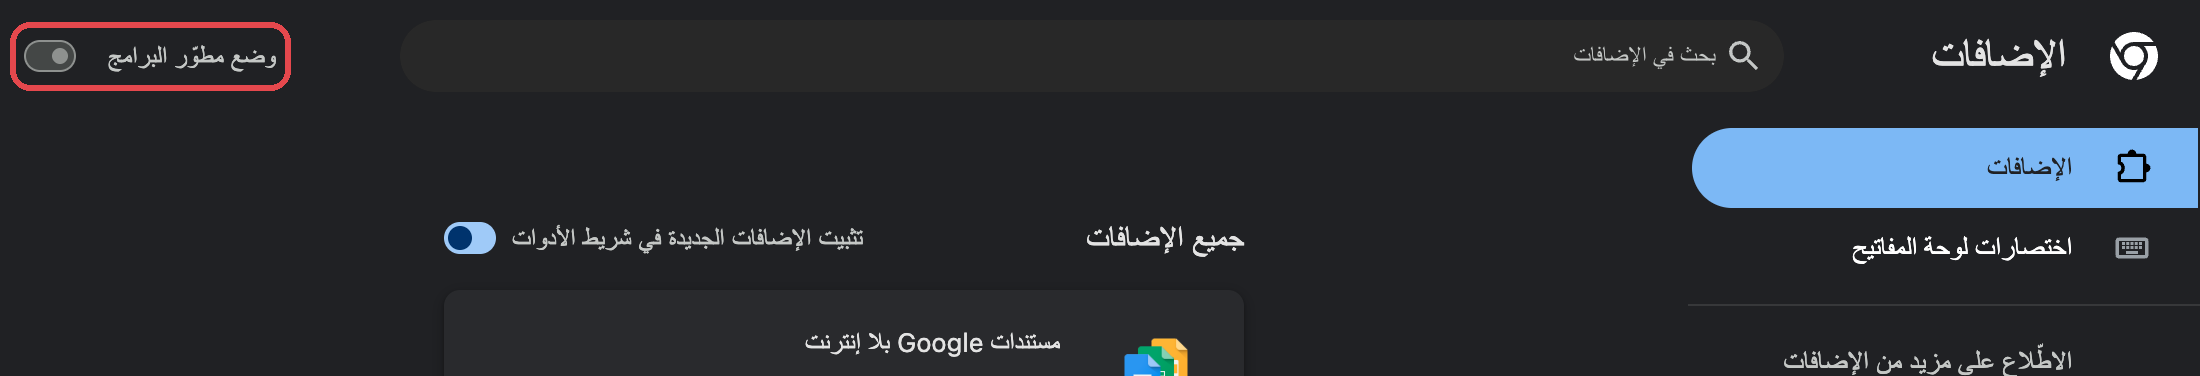 الإضافات
بحث في الإضافات
وضع مطوّر البرامج
الإضافات
اختصارات لوحة المفاتيح
الاطّلاع على مزيد من الإضافات
جميع الإضافات
تثبيت الإضافات الجديدة في شريط الأدوات
مستندات Google بلا إنترنت